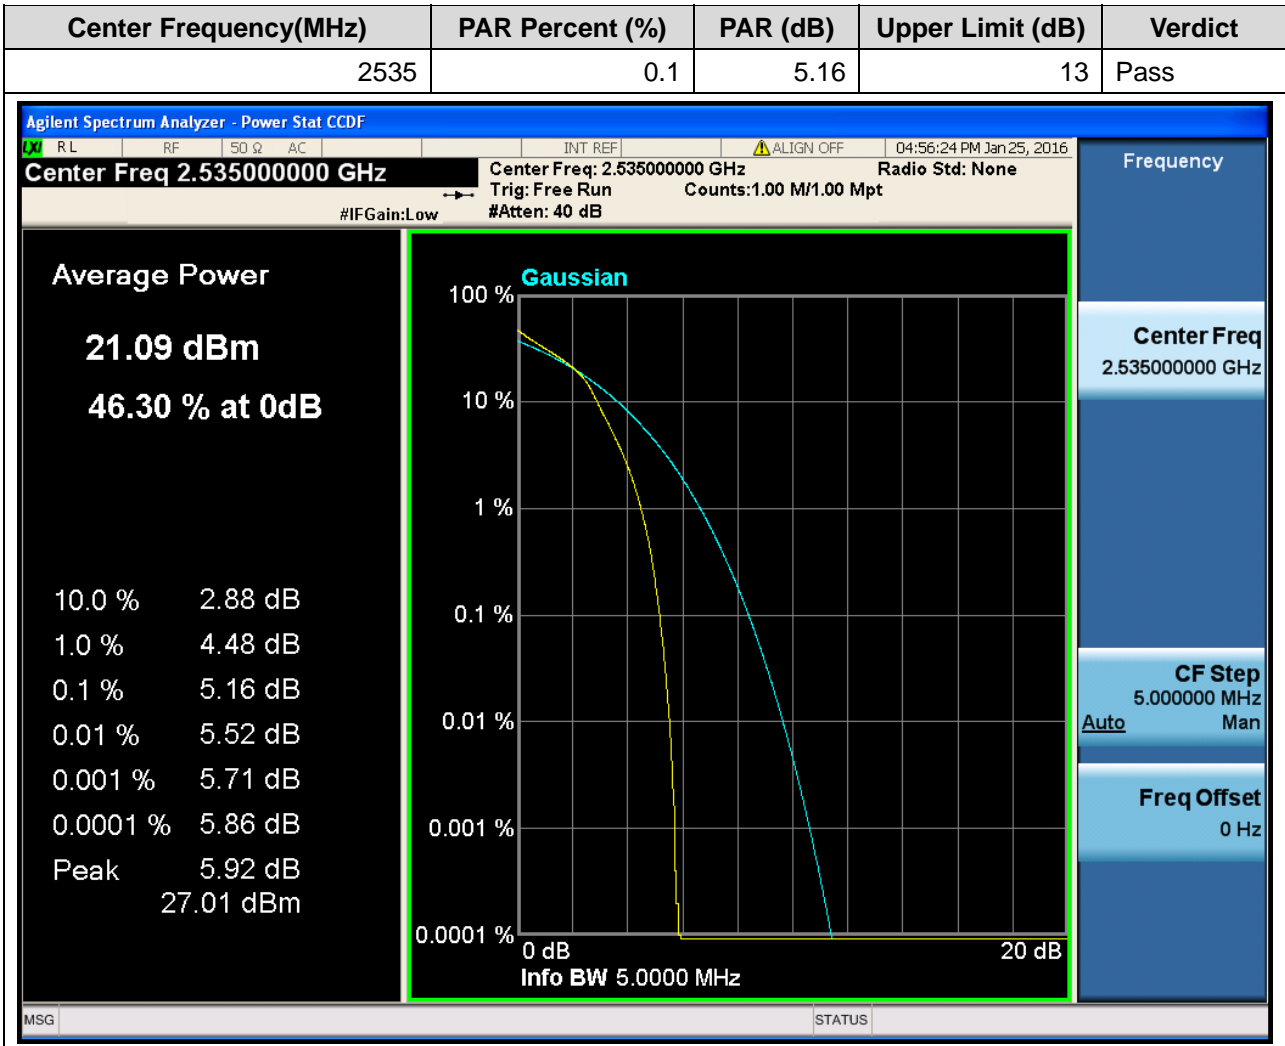 Center Frequency(MHz) PAR Percent (%) PAR (dB) Upper Limit (dB) Verdict
2535 0.1 5.16 13 Pass
Agilent Spectrum Analyzer - Power Stat CCDF
LXI RL RF 50 Ω AC INT REF ALIGN OFF 04:56:24 PM Jan 25, 2016
Center Freq 2.535000000 GHz Center Freq: 2.535000000 GHz Radio Std: None
Trig: Free Run Counts:1.00 M/1.00 Mpt
#IFGain:Low #Atten: 40 dB
Frequency
Average Power
21.09 dBm
46.30 % at 0dB
10.0 % 2.88 dB
1.0 % 4.48 dB
0.1 % 5.16 dB
0.01 % 5.52 dB
0.001 % 5.71 dB
0.0001 % 5.86 dB
Peak 5.92 dB
27.01 dBm
Gaussian
100 %
10 %
1 %
0.1 %
0.01 %
0.001 %
0.0001 %
0 dB 20 dB
Info BW 5.0000 MHz
Center Freq
2.535000000 GHz
CF Step
5.000000 MHz
Auto Man
Freq Offset
0 Hz
MSG STATUS